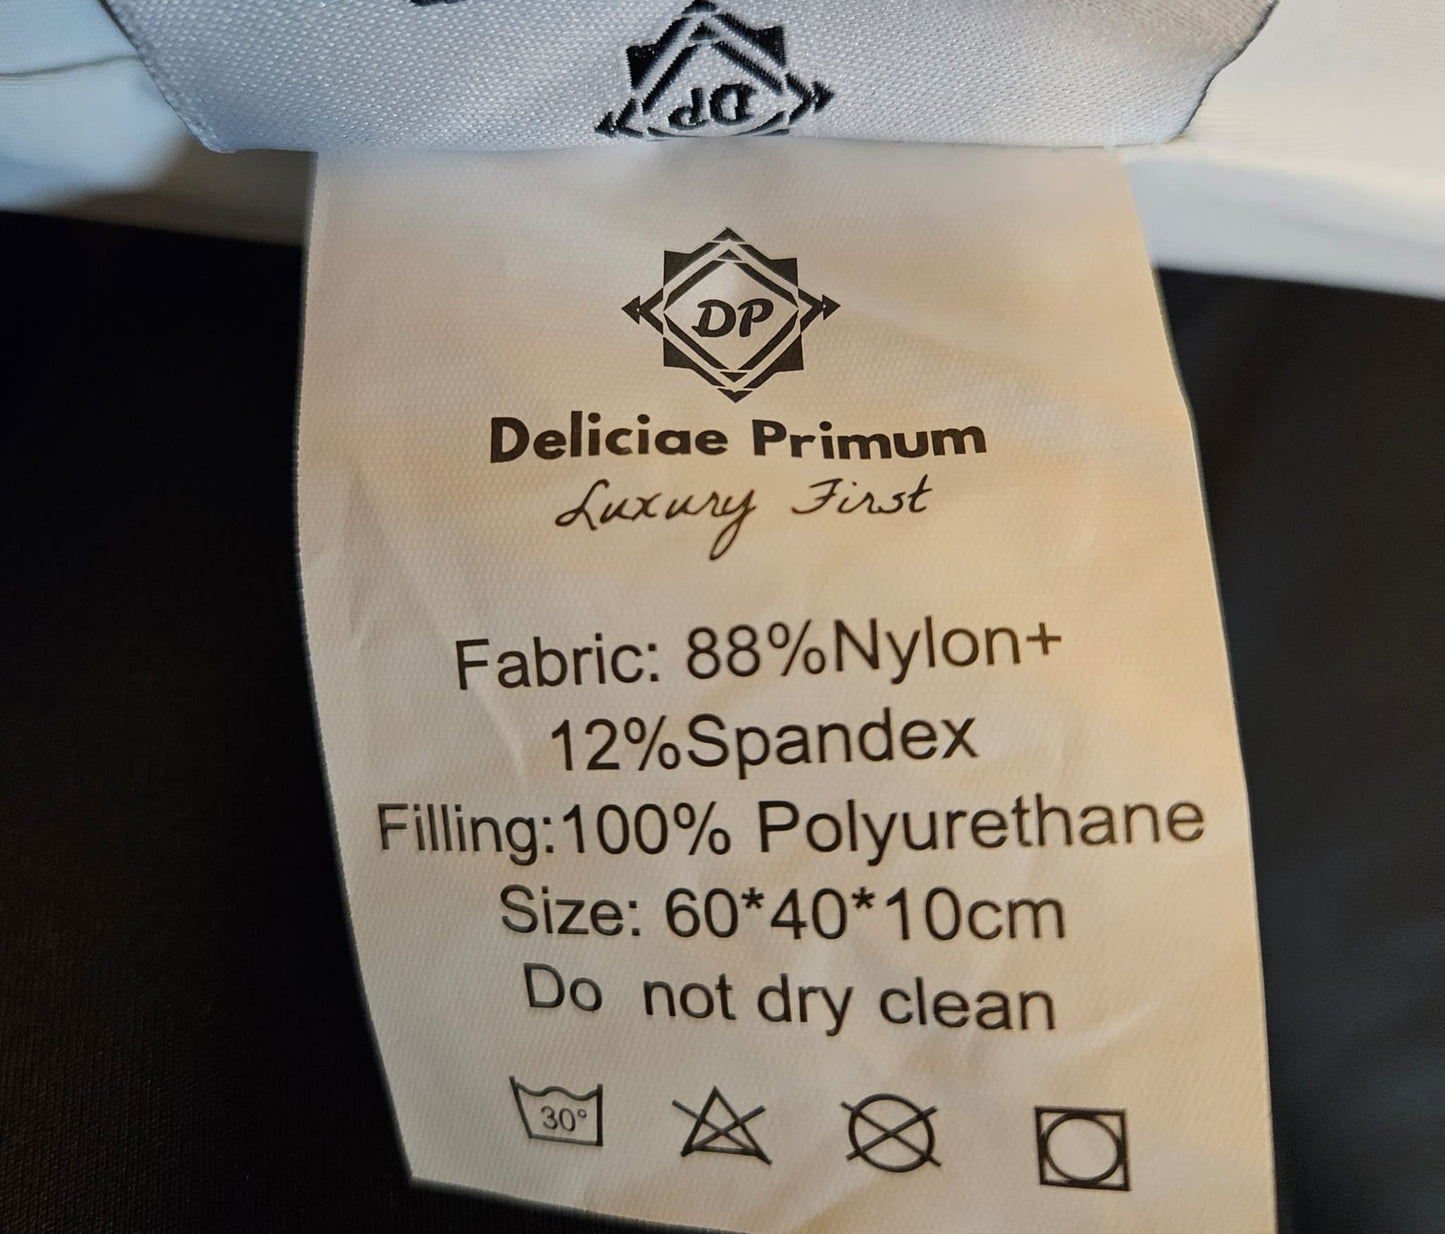 DP
DP
Deliciae Primum
Luxury First
Fabric: 88%Nylon+
12%Spandex
Filling:100% Polyurethane
Size: 60*40*10cm
Do not dry clean
30°